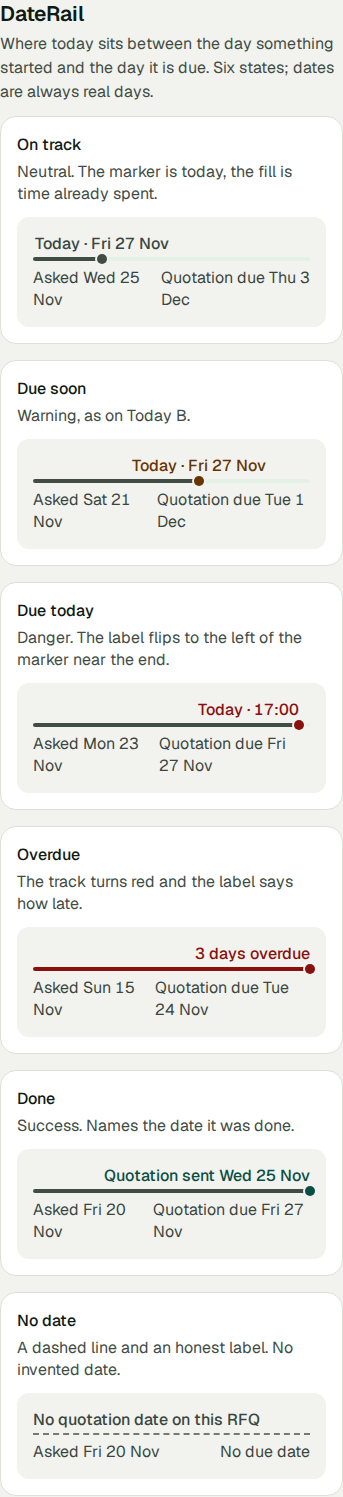 DateRail
Where today sits between the day something
started and the day it is due. Six states; dates
are always real days.
On track
Neutral. The marker is today, the fill is
time already spent.
Today · Fri 27 Nov
Asked Wed 25 Nov
Quotation due Thu 3 Dec
Due soon
Warning, as on Today B.
Today · Fri 27 Nov
Asked Sat 21 Nov
Quotation due Tue 1 Dec
Due today
Danger. The label flips to the left of the
marker near the end.
Today · 17:00
Asked Mon 23 Nov
Quotation due Fri 27 Nov
Overdue
The track turns red and the label says
how late.
3 days overdue
Asked Sun 15 Nov
Quotation due Tue 24 Nov
Done
Success. Names the date it was done.
Quotation sent Wed 25 Nov
Asked Fri 20 Nov
Quotation due Fri 27 Nov
No date
A dashed line and an honest label. No
invented date.
No quotation date on this RFQ
Asked Fri 20 Nov
No due date